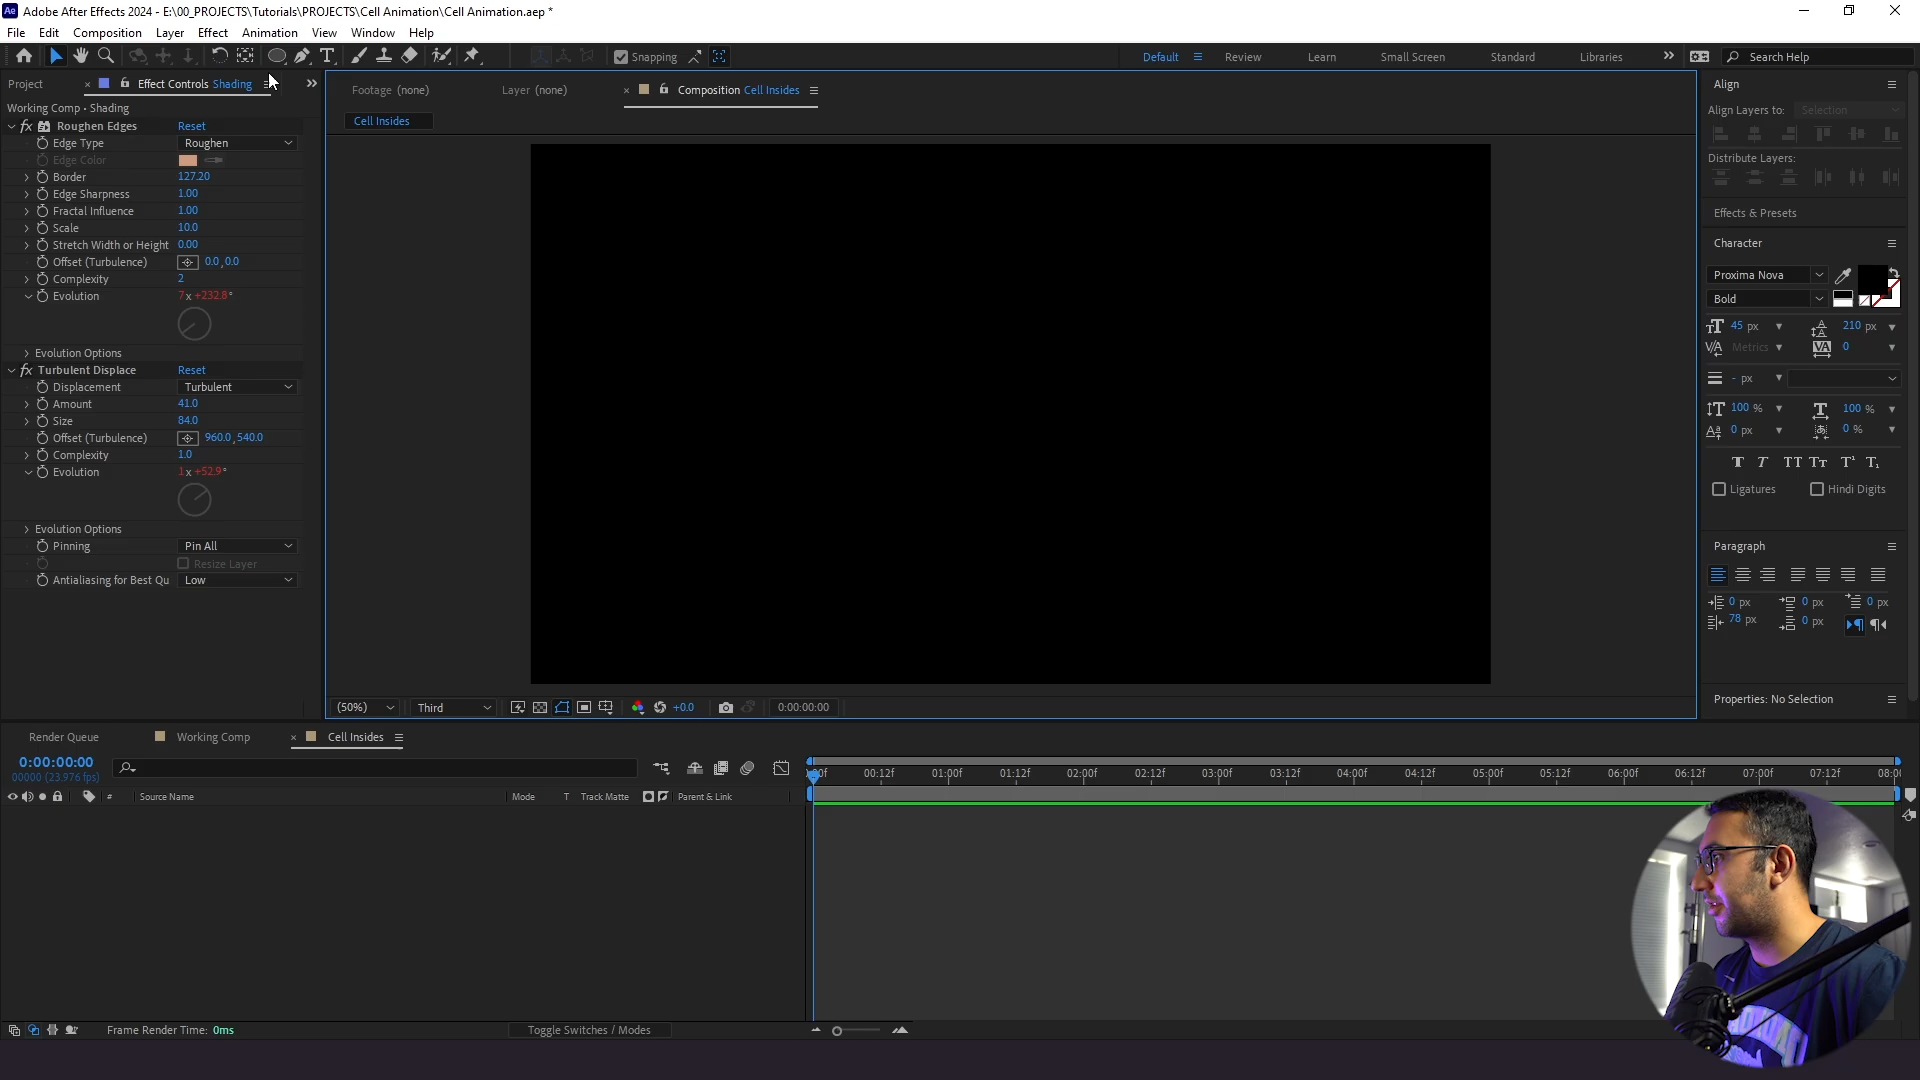 Adobe After Effects 2024 - E:\00_PROJECTS\Tutorials\PROJECTS\Cell Animation\Cell Animation.aep *
File Edit Composition Layer Effect Animation View Window Help
Snapping Default Review Learn Small Screen Standard Libraries Search Help
Project Effect Controls Shading
Working Comp • Shading
fx Roughen Edges Reset
Edge Type Roughen
Edge Color
Border 127.20
Edge Sharpness 1.00
Fractal Influence 1.00
Scale 10.0
Stretch Width or Height 0.00
Offset (Turbulence) 0.0,0.0
Complexity 2
Evolution 7x+232.8°
Evolution Options
fx Turbulent Displace Reset
Displacement Turbulent
Amount 41.0
Size 84.0
Offset (Turbulence) 960.0,540.0
Complexity 1.0
Evolution 1x+52.9°
Evolution Options
Pinning Pin All
Resize Layer
Antialiasing for Best Qu Low
Footage (none) Layer (none) Composition Cell Insides
Cell Insides
(50%) Third +0.0 0:00:00:00
Align
Align Layers to: Selection
Distribute Layers:
Effects & Presets
Character
Proxima Nova
Bold
45 px 210 px
Metrics 0
- px
100 % 100 %
0 px 0 %
Ligatures Hindi Digits
Paragraph
0 px 0 px 0 px
78 px 0 px
Properties: No Selection
Render Queue Working Comp Cell Insides
0:00:00:00
00000 (23.976 fps)
00:12f 01:00f 01:12f 02:00f 02:12f 03:00f 03:12f 04:00f 04:12f 05:00f 05:12f 06:00f 06:12f 07:00f 07:12f 08:0
# Source Name Mode T Track Matte Parent & Link
Frame Render Time: 0ms Toggle Switches / Modes